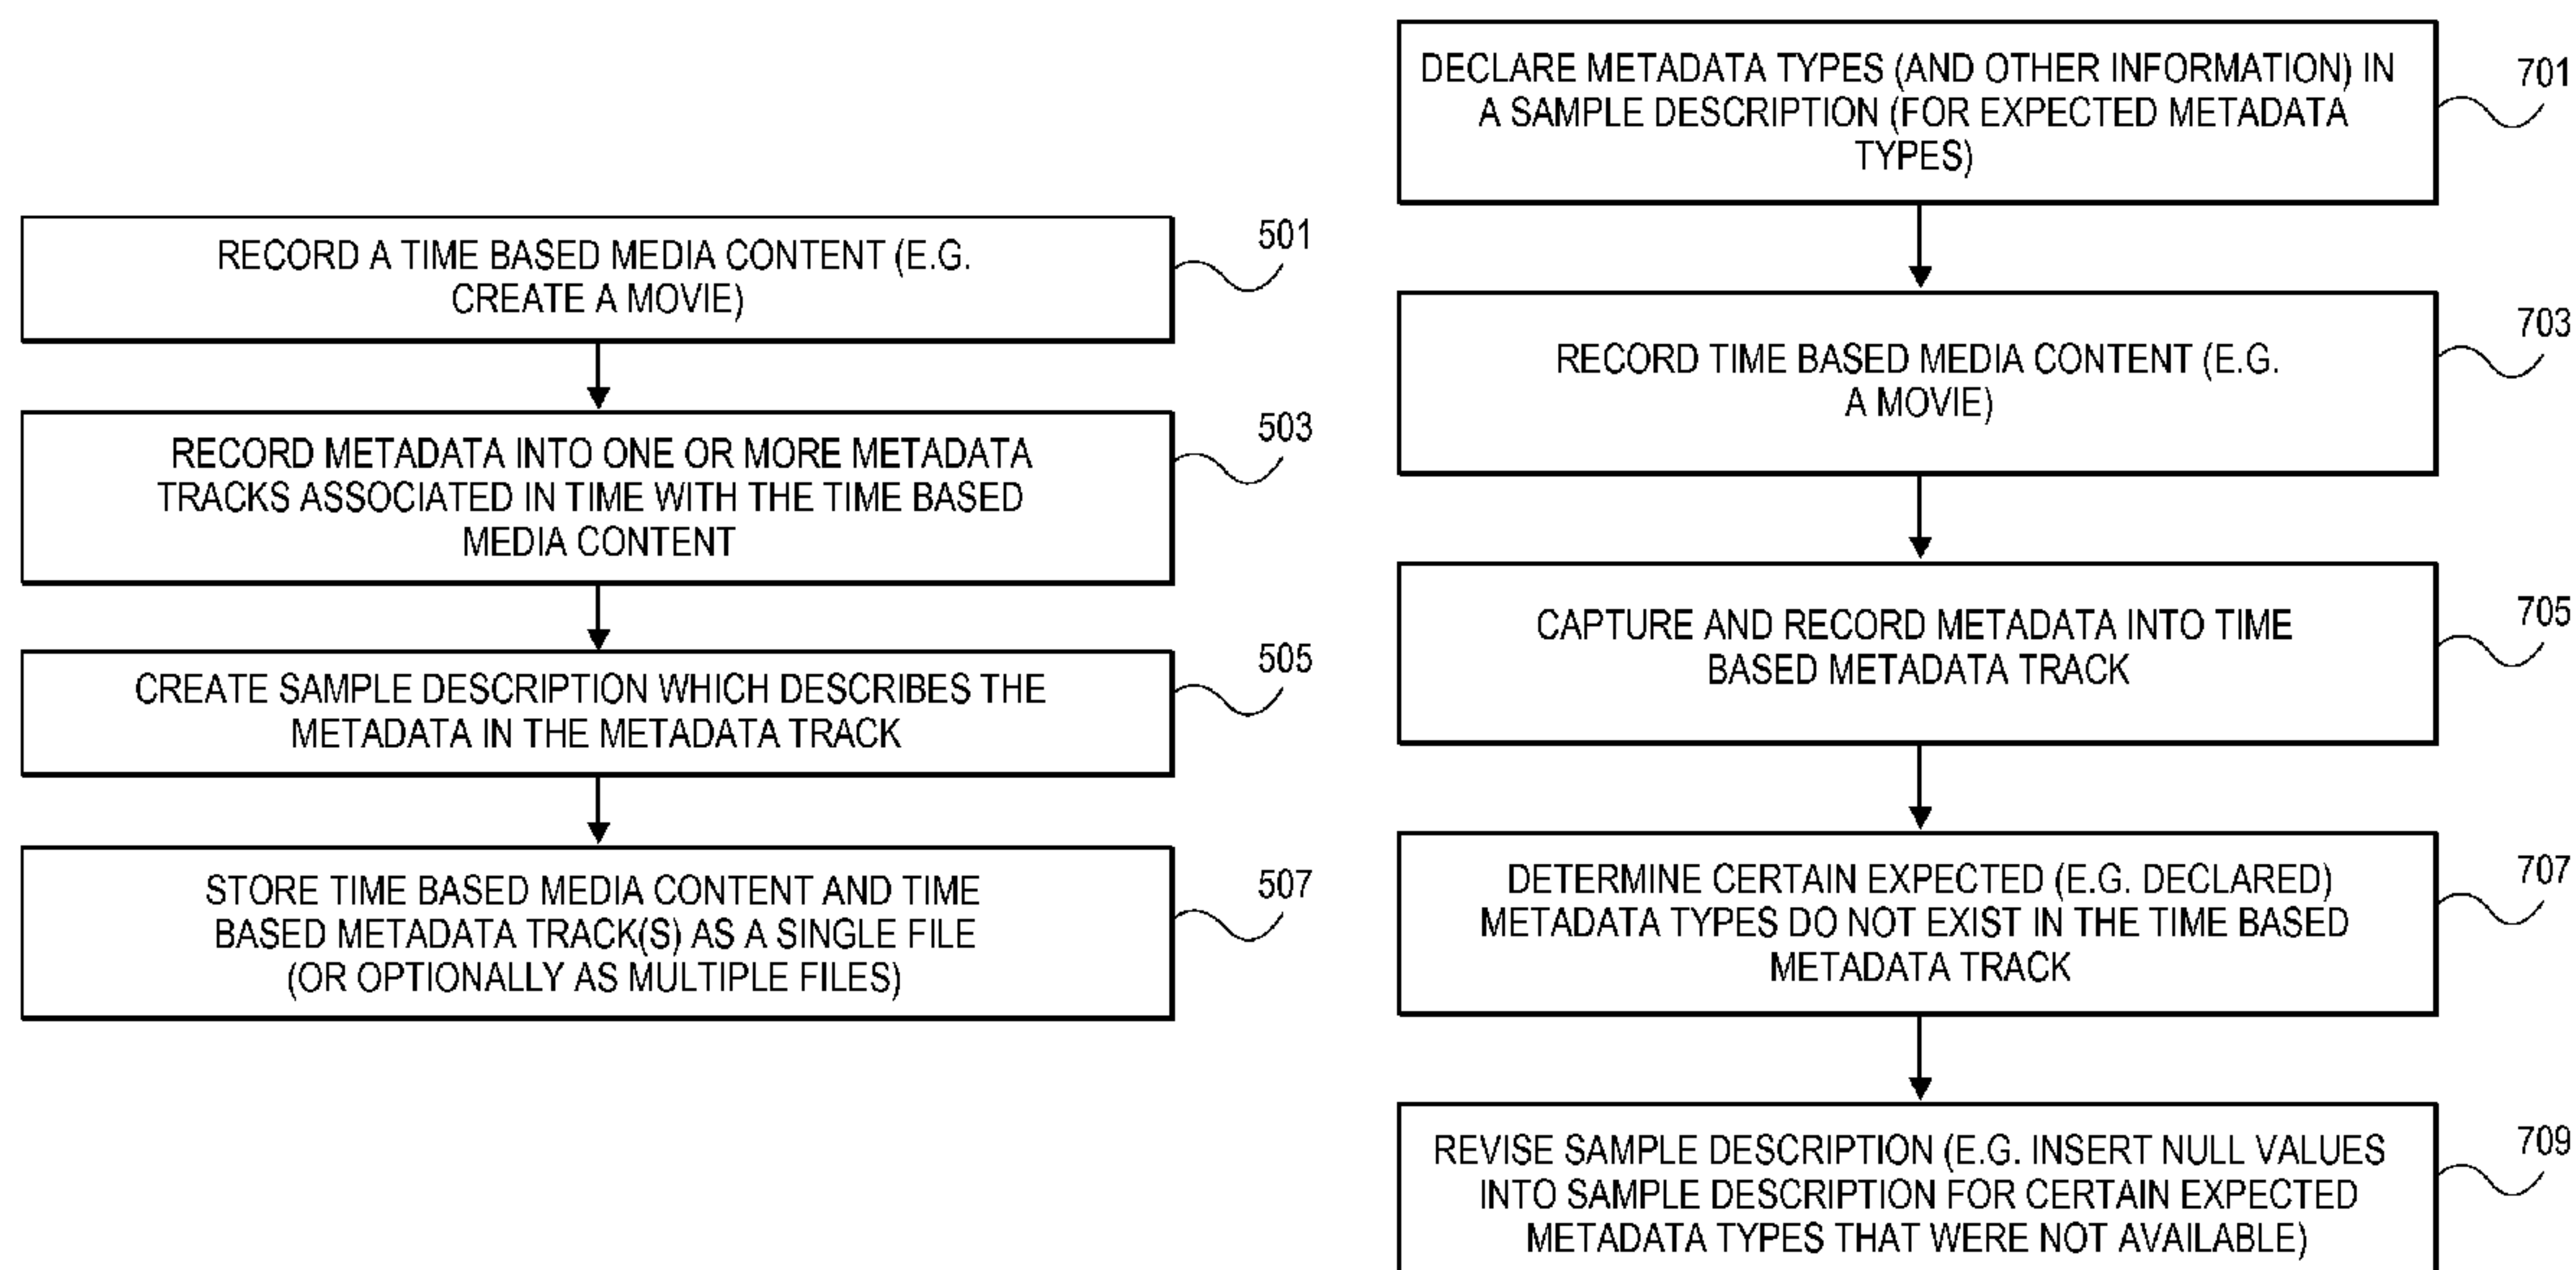 RECORD A TIME BASED MEDIA CONTENT (E.G.
CREATE A MOVIE)
501
RECORD METADATA INTO ONE OR MORE METADATA
TRACKS ASSOCIATED IN TIME WITH THE TIME BASED
MEDIA CONTENT
503
CREATE SAMPLE DESCRIPTION WHICH DESCRIBES THE
METADATA IN THE METADATA TRACK
505
STORE TIME BASED MEDIA CONTENT AND TIME
BASED METADATA TRACK(S) AS A SINGLE FILE
(OR OPTIONALLY AS MULTIPLE FILES)
507
DECLARE METADATA TYPES (AND OTHER INFORMATION) IN
A SAMPLE DESCRIPTION (FOR EXPECTED METADATA
TYPES)
701
RECORD TIME BASED MEDIA CONTENT (E.G.
A MOVIE)
703
CAPTURE AND RECORD METADATA INTO TIME
BASED METADATA TRACK
705
DETERMINE CERTAIN EXPECTED (E.G. DECLARED)
METADATA TYPES DO NOT EXIST IN THE TIME BASED
METADATA TRACK
707
REVISE SAMPLE DESCRIPTION (E.G. INSERT NULL VALUES
INTO SAMPLE DESCRIPTION FOR CERTAIN EXPECTED
METADATA TYPES THAT WERE NOT AVAILABLE)
709